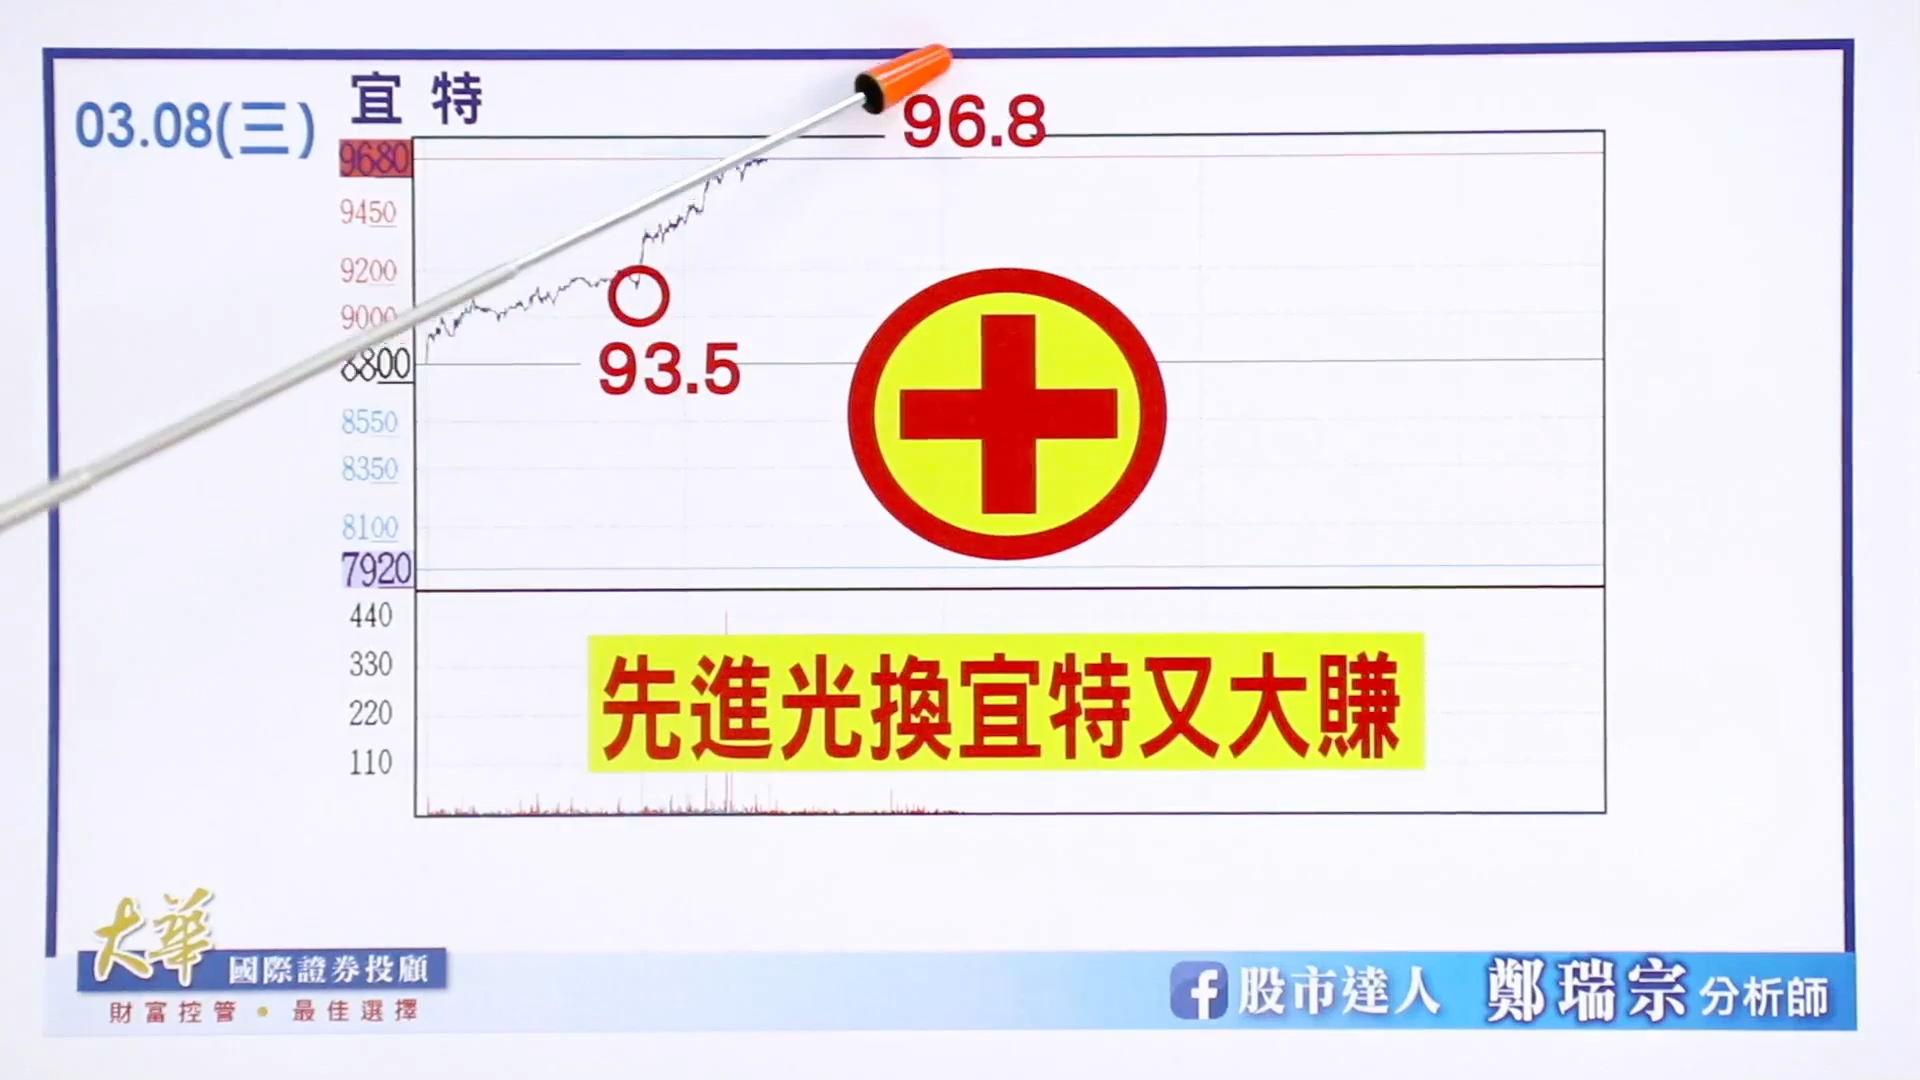 03.08(三)
宜特
96.8
9680
9450
9200
9000
8800
8550
8350
8100
7920
93.5
440
330
220
110
先進光換宜特又大賺
大華 國際證券投顧
財富控管・最佳選擇
股市達人 鄭瑞宗 分析師